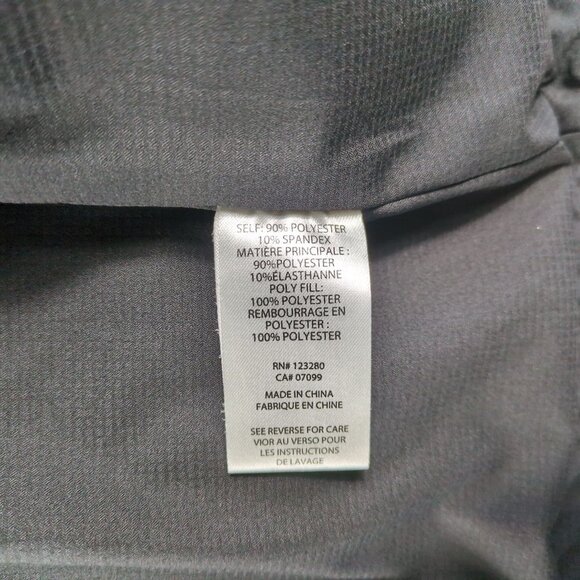 SELF: 90% POLYESTER
10% SPANDEX
MATIÈRE PRINCIPALE :
90%POLYESTER
10%ÉLASTHANNE
POLY FILL:
100% POLYESTER
REMBOURRAGE EN
POLYESTER :
100% POLYESTER
RN# 123280
CA# 07099
MADE IN CHINA
FABRIQUE EN CHINE
SEE REVERSE FOR CARE
VIOR AU VERSO POUR
LES INSTRUCTIONS
DE LAVAGE